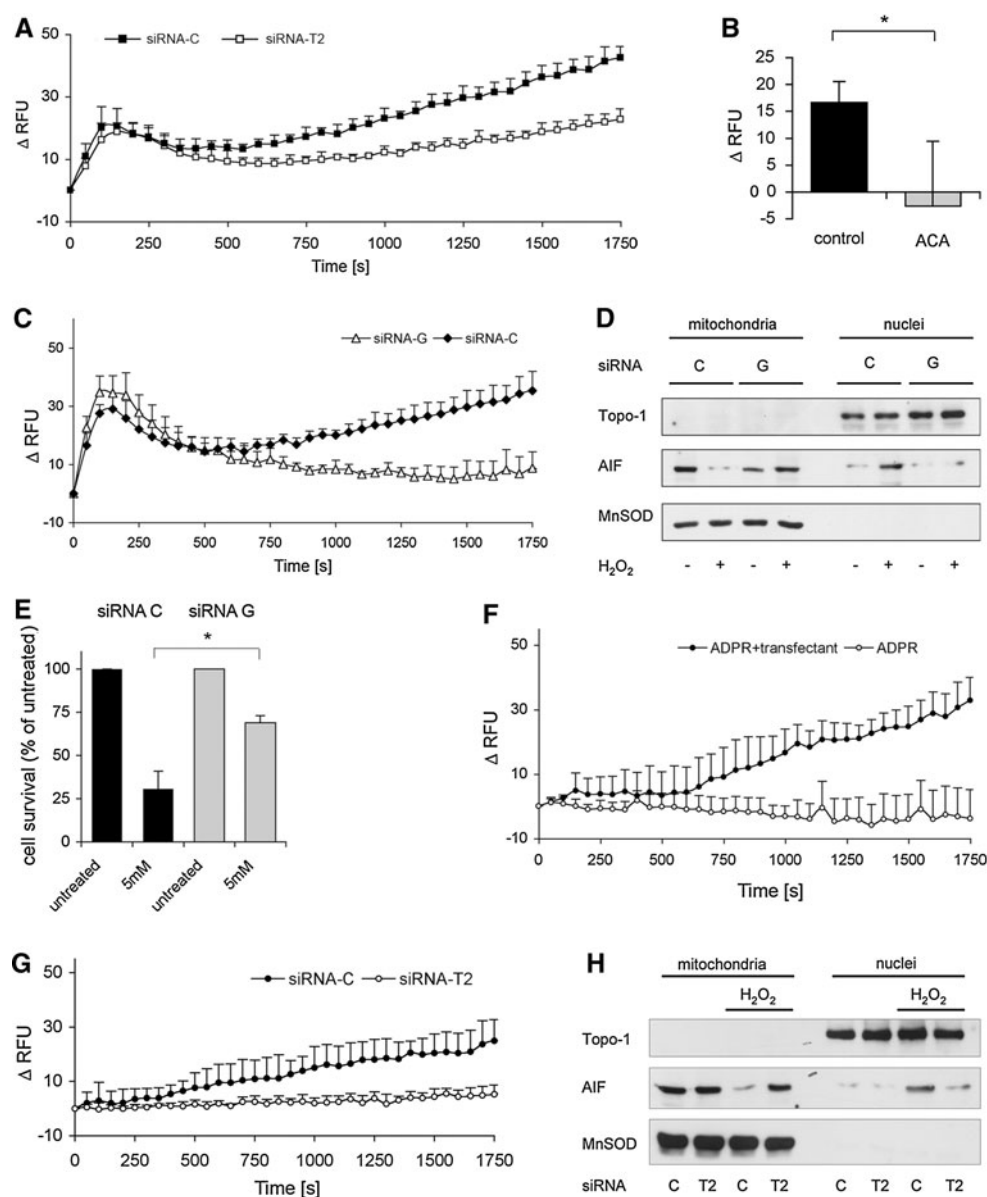 A
siRNA-C siRNA-T2
50
30
10
-10
Δ RFU
0 250 500 750 1000 1250 1500 1750
Time [s]
B
*
25
20
15
10
5
0 0
-5
Δ RFU
control ACA
C
siRNA-G siRNA-C
50
30
10
-10
Δ RFU
0 250 500 750 1000 1250 1500 1750
Time [s]
D
mitochondria nuclei
siRNA C G C G
Topo-1
AIF
MnSOD
H₂O₂ - + - + - + - +
E
siRNA C siRNA G
*
100
75
50
25
0
cell survival (% of untreated)
untreated 5mM untreated 5mM
F
ADPR+transfectant ADPR
50
30
10
-10
Δ RFU
0 250 500 750 1000 1250 1500 1750
Time [s]
G
siRNA-C siRNA-T2
50
30
10
-10
Δ RFU
0 250 500 750 1000 1250 1500 1750
Time [s]
H
mitochondria nuclei
H₂O₂ H₂O₂
Topo-1
AIF
MnSOD
siRNA C T2 C T2 C T2 C T2